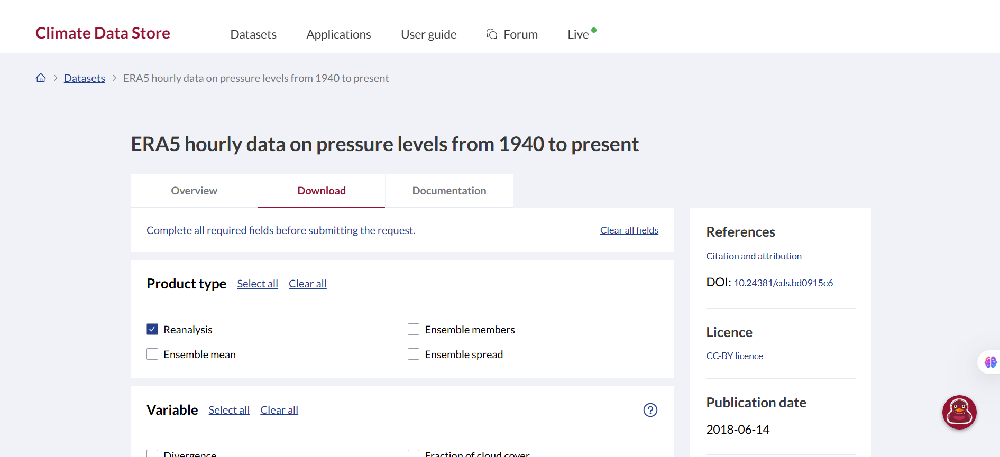 Climate Data Store
Datasets
Applications
User guide
Forum
Live
Datasets
ERA5 hourly data on pressure levels from 1940 to present
ERA5 hourly data on pressure levels from 1940 to present
Overview
Download
Documentation
Complete all required fields before submitting the request.
Clear all fields
Product type Select all Clear all
Reanalysis
Ensemble members
Ensemble mean
Ensemble spread
Variable Select all Clear all
?
Divergence
Fraction of cloud cover
References
Citation and attribution
DOI: 10.24381/cds.bd0915c6
Licence
CC-BY licence
Publication date
2018-06-14